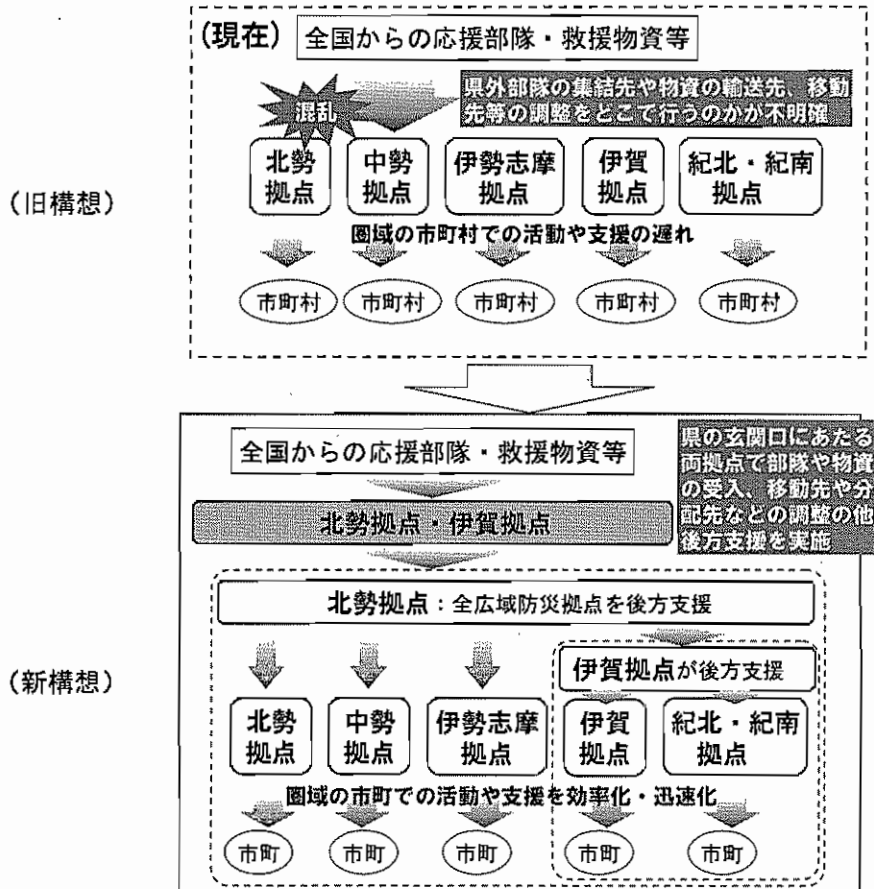 (現在)
全国からの応援部隊・救援物資等
県外部隊の集結先や物資の輸送先、移動
先等の調整をどこで行うのかが不明確
混乱
北勢
拠点
中勢
拠点
伊勢志摩
拠点
伊賀
拠点
紀北・紀南
拠点
(旧構想)
圏域の市町村での活動や支援の遅れ
市町村
市町村
市町村
市町村
市町村
全国からの応援部隊・救援物資等
県の玄関口にあたる
両拠点で部隊や物資
の受入、移動先や分
配先などの調整の他
後方支援を実施
北勢拠点・伊賀拠点
北勢拠点：全広域防災拠点を後方支援
伊賀拠点が後方支援
(新構想)
北勢
拠点
中勢
拠点
伊勢志摩
拠点
伊賀
拠点
紀北・紀南
拠点
圏域の市町での活動や支援を効率化・迅速化
市町
市町
市町
市町
市町